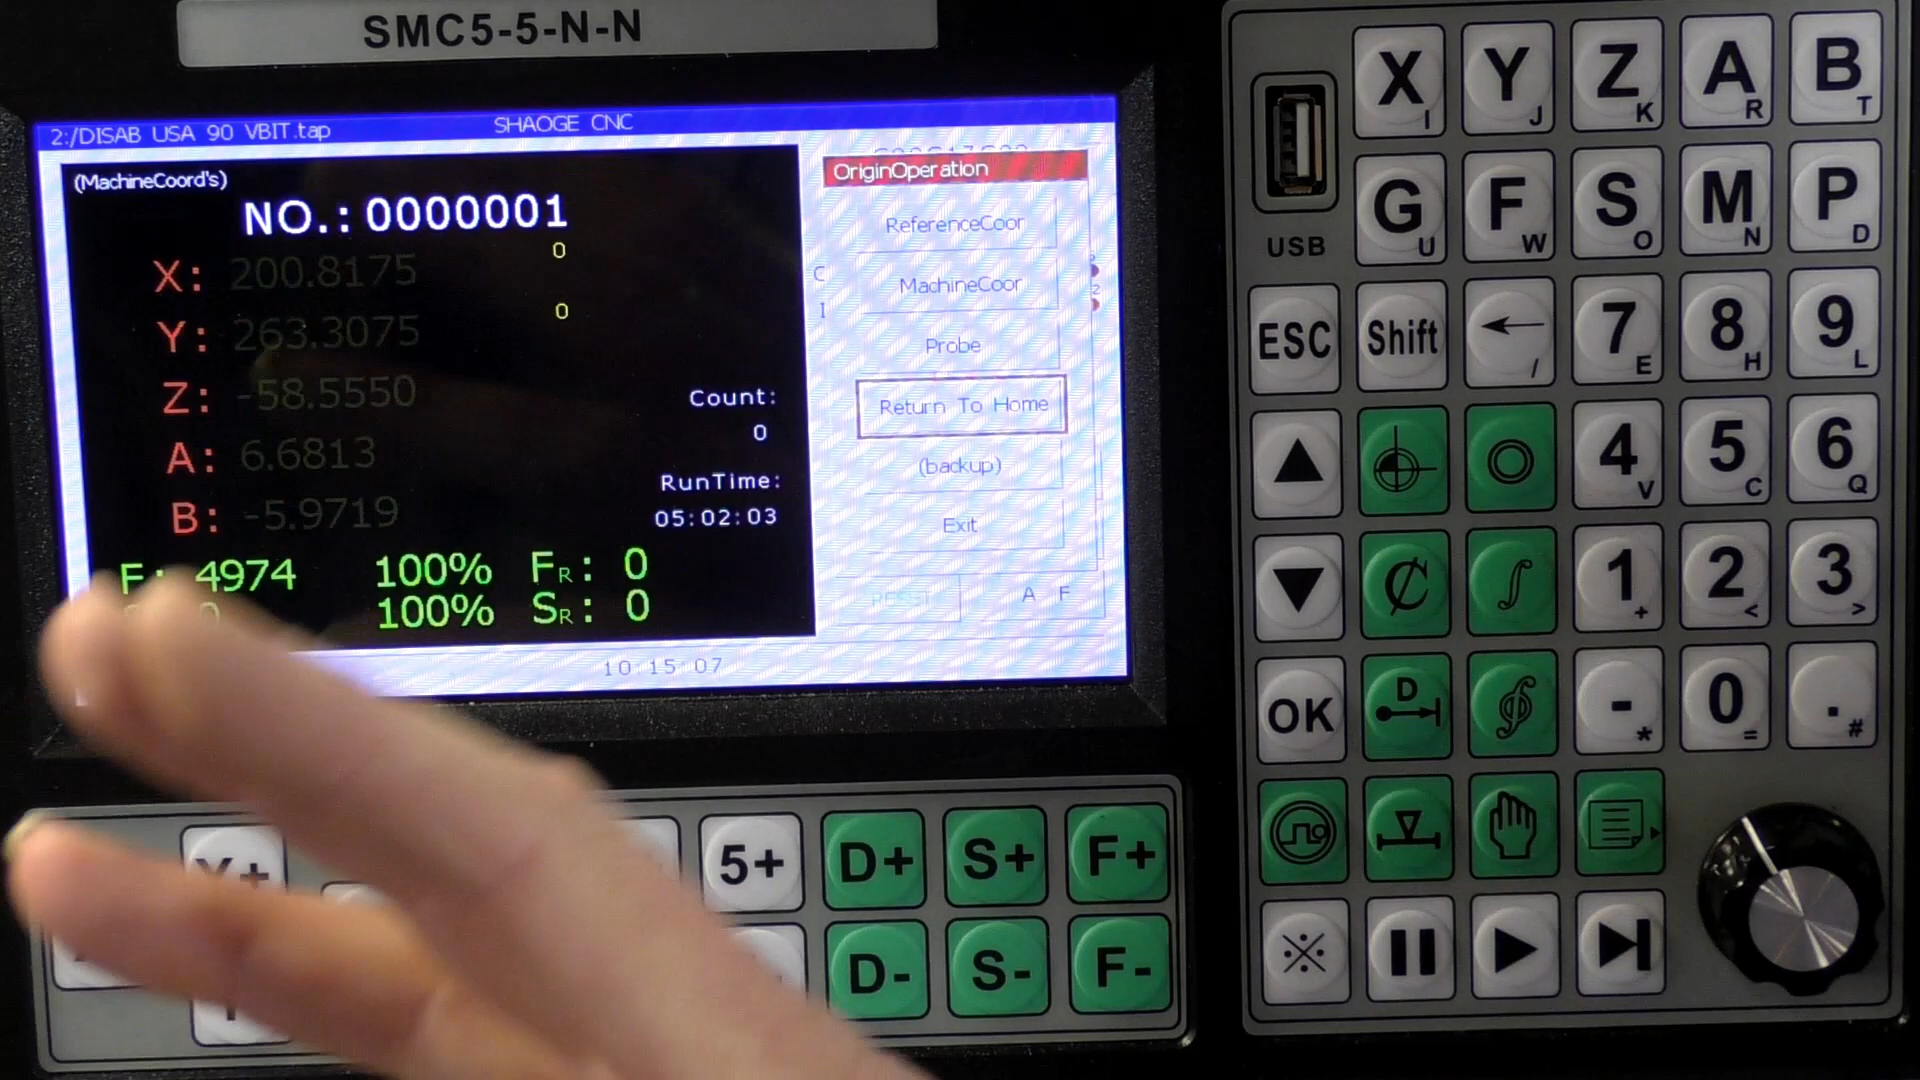 SMC5-5-N-N
2:/DISAB USA 90 VBIT.tap
SHAOGE CNC
(MachineCoord's)
NO.: 0000001
X: 200.8175 0
Y: 263.3075 0
Z: -58.5550
A: 6.6813
B: -5.9719
Count:
0
RunTime:
05:02:03
F: 4974 100% FR: 0
0 100% SR: 0
10 15 07
OriginOperation
ReferenceCoor
MachineCoor
Probe
Return To Home
(backup)
Exit
RESET
A F
C
I
2
Y+
5+ D+ S+ F+
D- S- F-
USB
X I Y J Z K A R B T
G U F W S O M N P D
ESC Shift / 7 E 8 H 9 L
4 V 5 C 6 Q
1 + 2 < 3 >
OK D - * 0 = . #